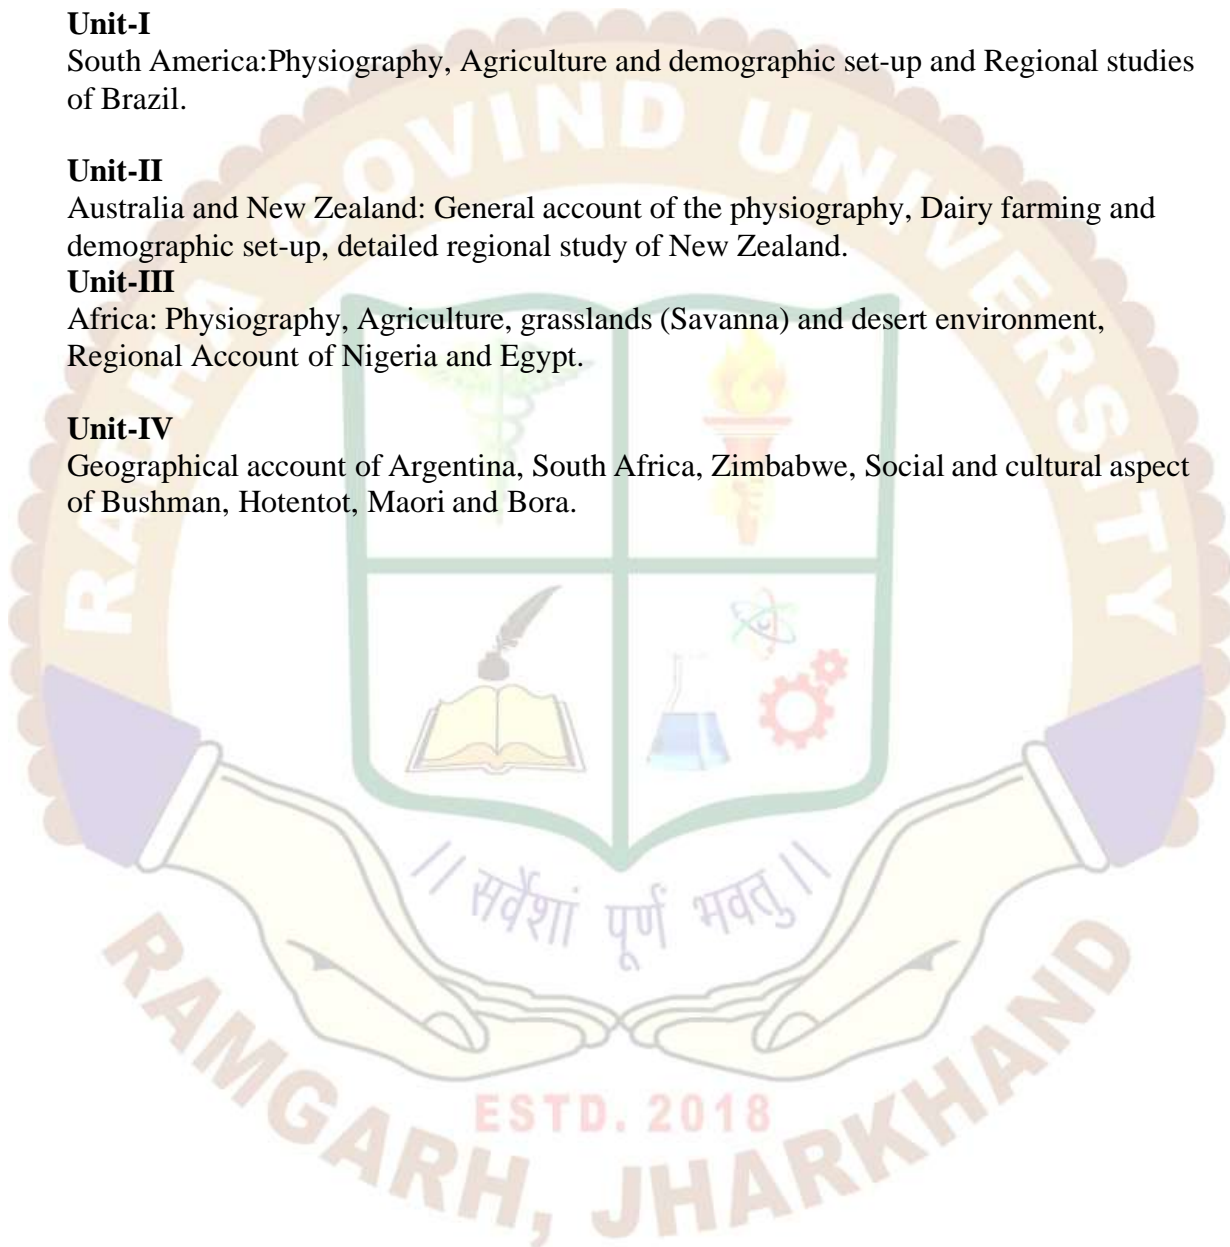 Unit-I
South America:Physiography, Agriculture and demographic set-up and Regional studies
of Brazil.
Unit-II
Australia and New Zealand: General account of the physiography, Dairy farming and
demographic set-up, detailed regional study of New Zealand.
Unit-III
Africa: Physiography, Agriculture, grasslands (Savanna) and desert environment,
Regional Account of Nigeria and Egypt.
Unit-IV
Geographical account of Argentina, South Africa, Zimbabwe, Social and cultural aspect
of Bushman, Hotentot, Maori and Bora.
RADHA GOVIND UNIVERSITY
|| सर्वेशां पूर्ण भवतु ||
ESTD. 2018
RAMGARH, JHARKHAND